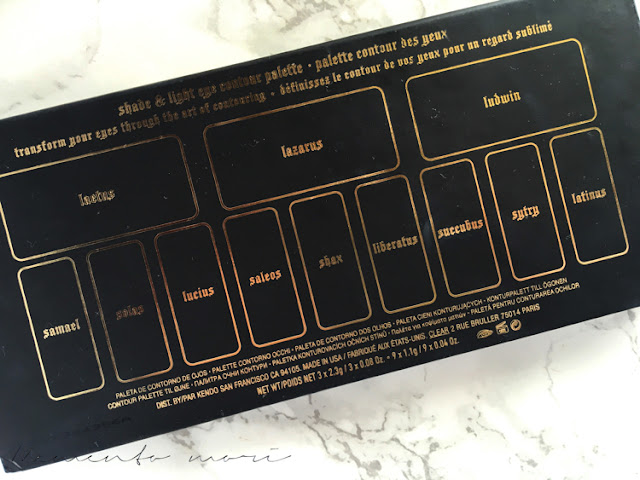 shade & light eye contour palette · palette contour des yeux
transform your eyes through the art of contouring · définissez le contour de vos yeux pour un regard sublimé
laetus
lazarus
ludwin
samael
solas
lucius
saleos
shax
liberatus
succubus
sytry
latinus
PALETA DE CONTORNO DE OJOS · PALETTE CONTORNO OCCHI · PALETA DE CONTORNO DOS OLHOS · PALETA CIENI KONTURUJĄCYCH · KONTURPALETT TILL ÖGONEN
CONTOUR PALETTE TIL ØJNE · ПАЛИТРА ОЧНИ КОНТУРИ · PALETKA KONTUROVACÍCH OČNÍCH STÍNŮ · Παλέτα για κοντούρ ματιών · PALETĂ PENTRU CONTURAREA OCHILOR
DIST. BY/PAR KENDO SAN FRANCISCO CA 94105. MADE IN USA / FABRIQUÉ AUX ÉTATS-UNIS. CLEAR 2 RUE BRULLER 75014 PARIS
NET WT/POIDS NET 3 x 2.3g / 3 x 0.08 Oz. - 9 x 1.1g / 9 x 0.04 Oz.
memento mori